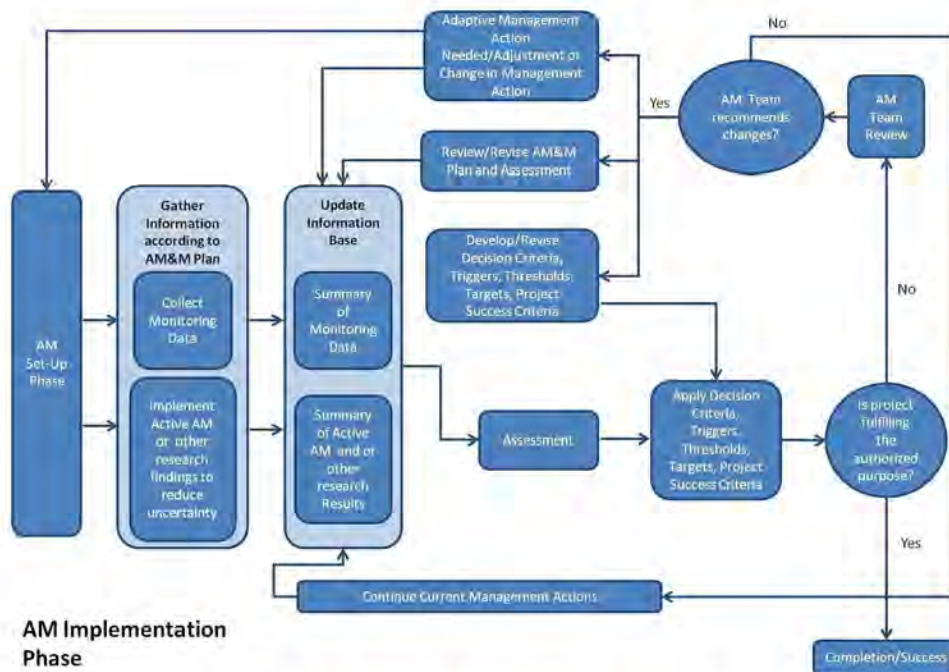 No
Adaptive Management
Action
Needed/Adjustment or
Change in Management
Action
Yes
AM Team
recommends
changes?
AM
Team
Review
Review/Revise AM&M
Plan and Assessment
Gather
Information
according to
AM&M Plan
Update
Information
Base
Develop/Revise
Decision Criteria,
Triggers, Thresholds,
Targets, Project
Success Criteria
No
Collect
Monitoring
Data
Summary
of
Monitoring
Data
AM
Set-Up
Phase
Implement
Active AM
or other
research
findings to
reduce
uncertainty
Summary
of Active
AM and/or
other
research
Results
Assessment
Apply Decision
Criteria,
Triggers,
Thresholds,
Targets, Project
Success Criteria
Is project
fulfilling
the
authorized
purpose?
Yes
Continue Current Management Actions
AM Implementation
Phase
Completion/Success